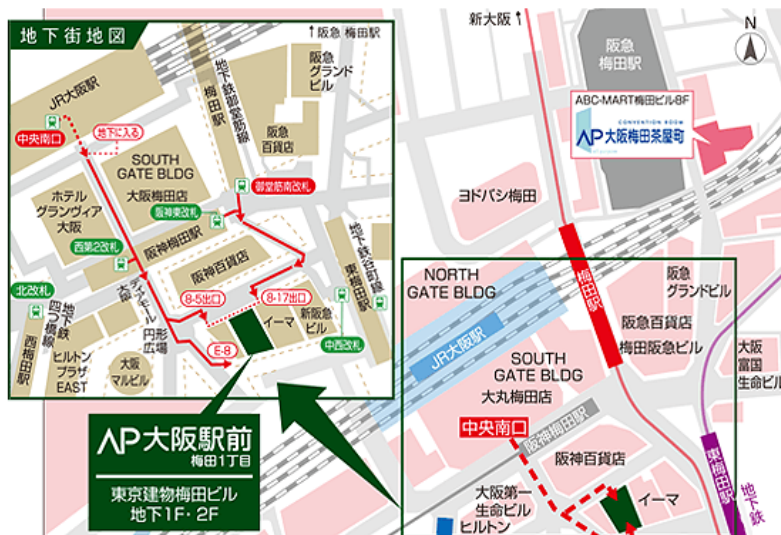 地下街地図
↑阪急 梅田駅
JR大阪駅
中央南口
地下に入る
地下鉄御堂筋線
梅田駅
阪急
グランド
ビル
阪急
百貨店
SOUTH
GATE BLDG
大阪梅田店
御堂筋南改札
阪神東改札
ホテル
グランヴィア
大阪
西第2改札
阪神梅田駅
阪神百貨店
地下鉄谷町線
東梅田駅
北改札
地下鉄
四つ橋線
西梅田駅
ディアモール
大阪
円形
広場
8-5出口
8-17出口
イーマ
新阪急
ビル
中西改札
E-8
ヒルトン
プラザ
EAST
大阪
マルビル
AP大阪駅前
梅田1丁目
東京建物梅田ビル
地下1F・2F
新大阪↑
N
阪急
梅田駅
ABC-MART梅田ビル8F
CONVENTION ROOM
AP大阪梅田茶屋町
ヨドバシ梅田
NORTH
GATE BLDG
梅田駅
阪急
グランドビル
JR大阪駅
阪急百貨店
梅田阪急ビル
SOUTH
GATE BLDG
大丸梅田店
大阪
富国
生命ビル
中央南口
阪神梅田駅
阪神百貨店
東梅田駅
地下鉄
大阪第一
生命ビル
イーマ
ヒルトン